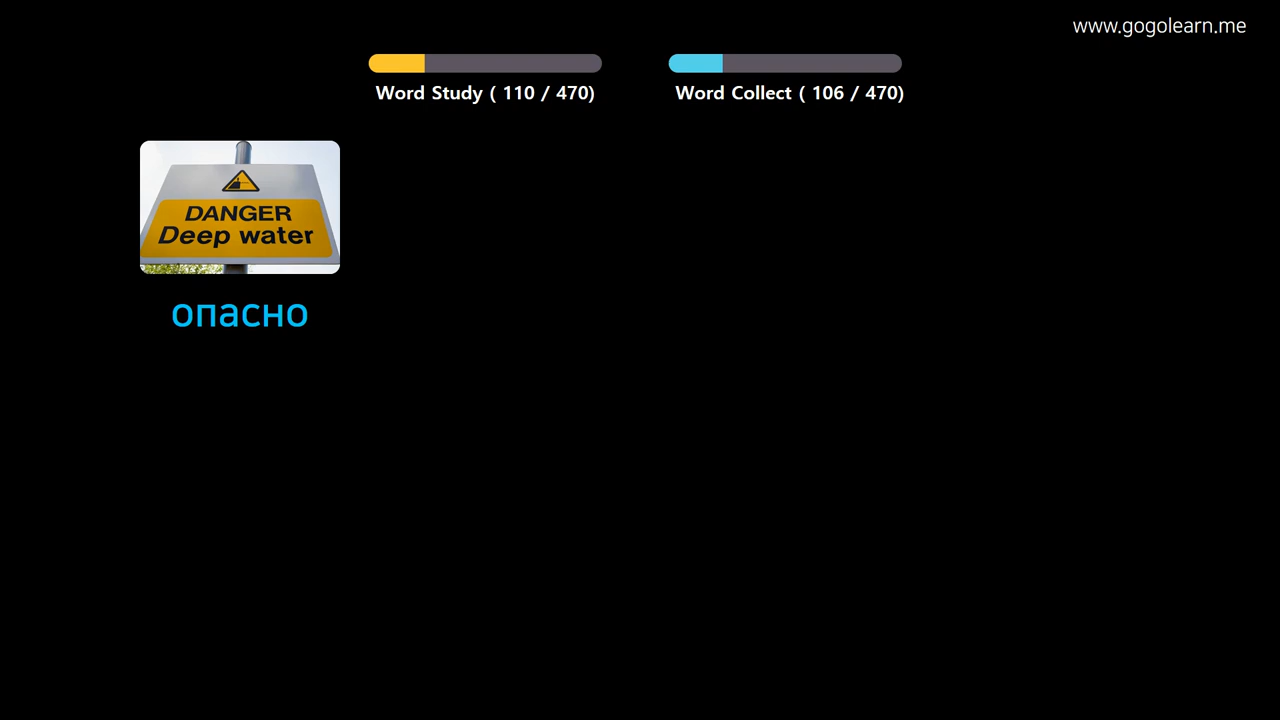 www.gogolearn.me
Word Study ( 110 / 470)
Word Collect ( 106 / 470)
DANGER
Deep water
опасно